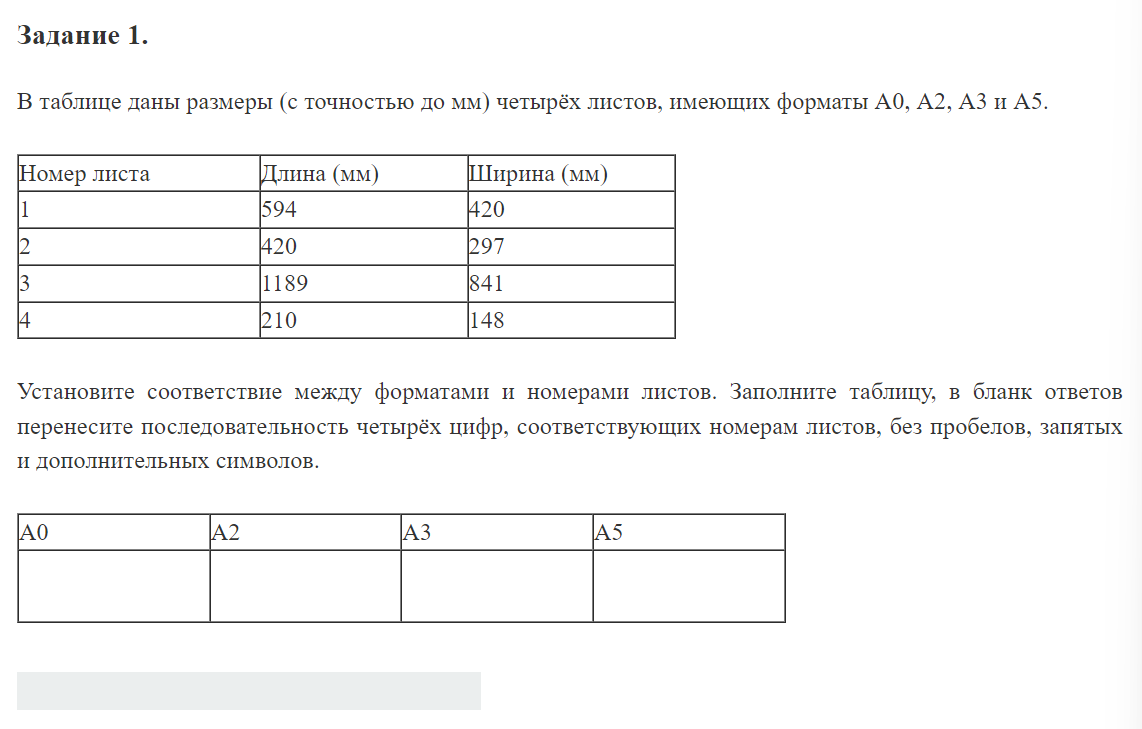 Задание 1.
В таблице даны размеры (с точностью до мм) четырёх листов, имеющих форматы А0, А2, А3 и А5.
Номер листа Длина (мм) Ширина (мм)
1 594 420
2 420 297
3 1189 841
4 210 148
Установите соответствие между форматами и номерами листов. Заполните таблицу, в бланк ответов
перенесите последовательность четырёх цифр, соответствующих номерам листов, без пробелов, запятых
и дополнительных символов.
А0 А2 А3 А5